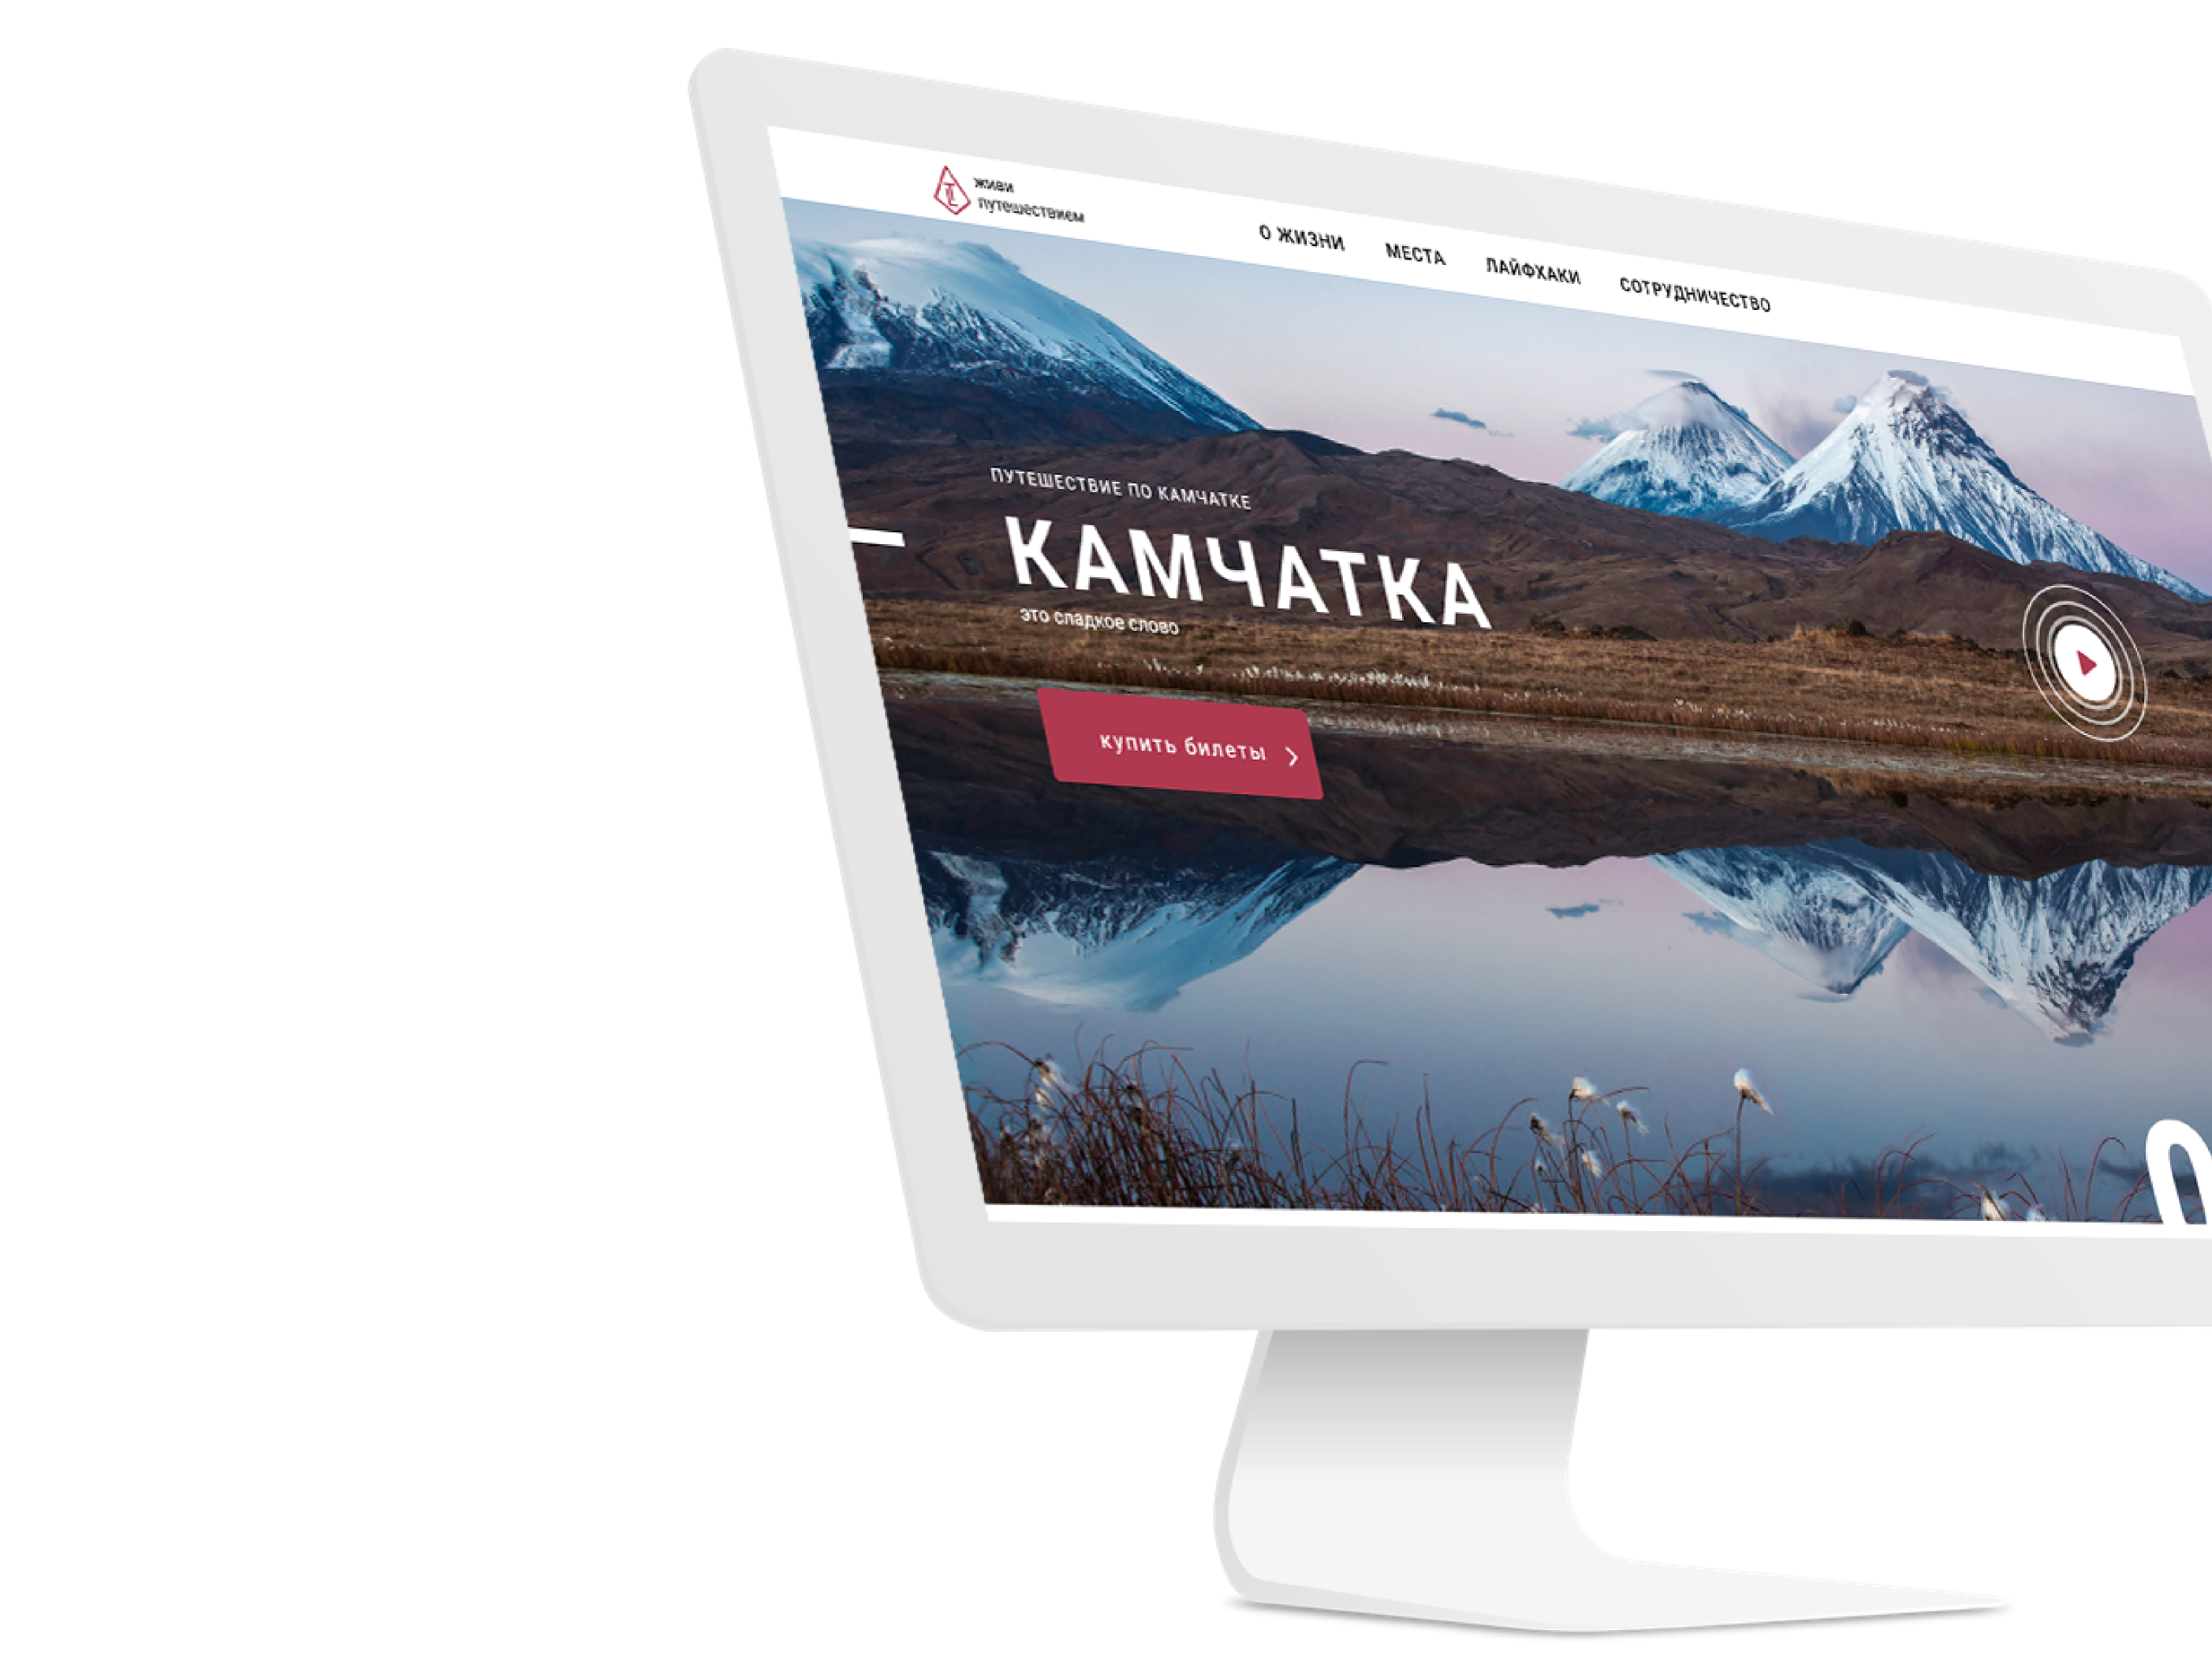 живи
путешествием
О ЖИЗНИ МЕСТА ЛАЙФХАКИ СОТРУДНИЧЕСТВО
ПУТЕШЕСТВИЕ ПО КАМЧАТКЕ
КАМЧАТКА
это сладкое слово
купить билеты